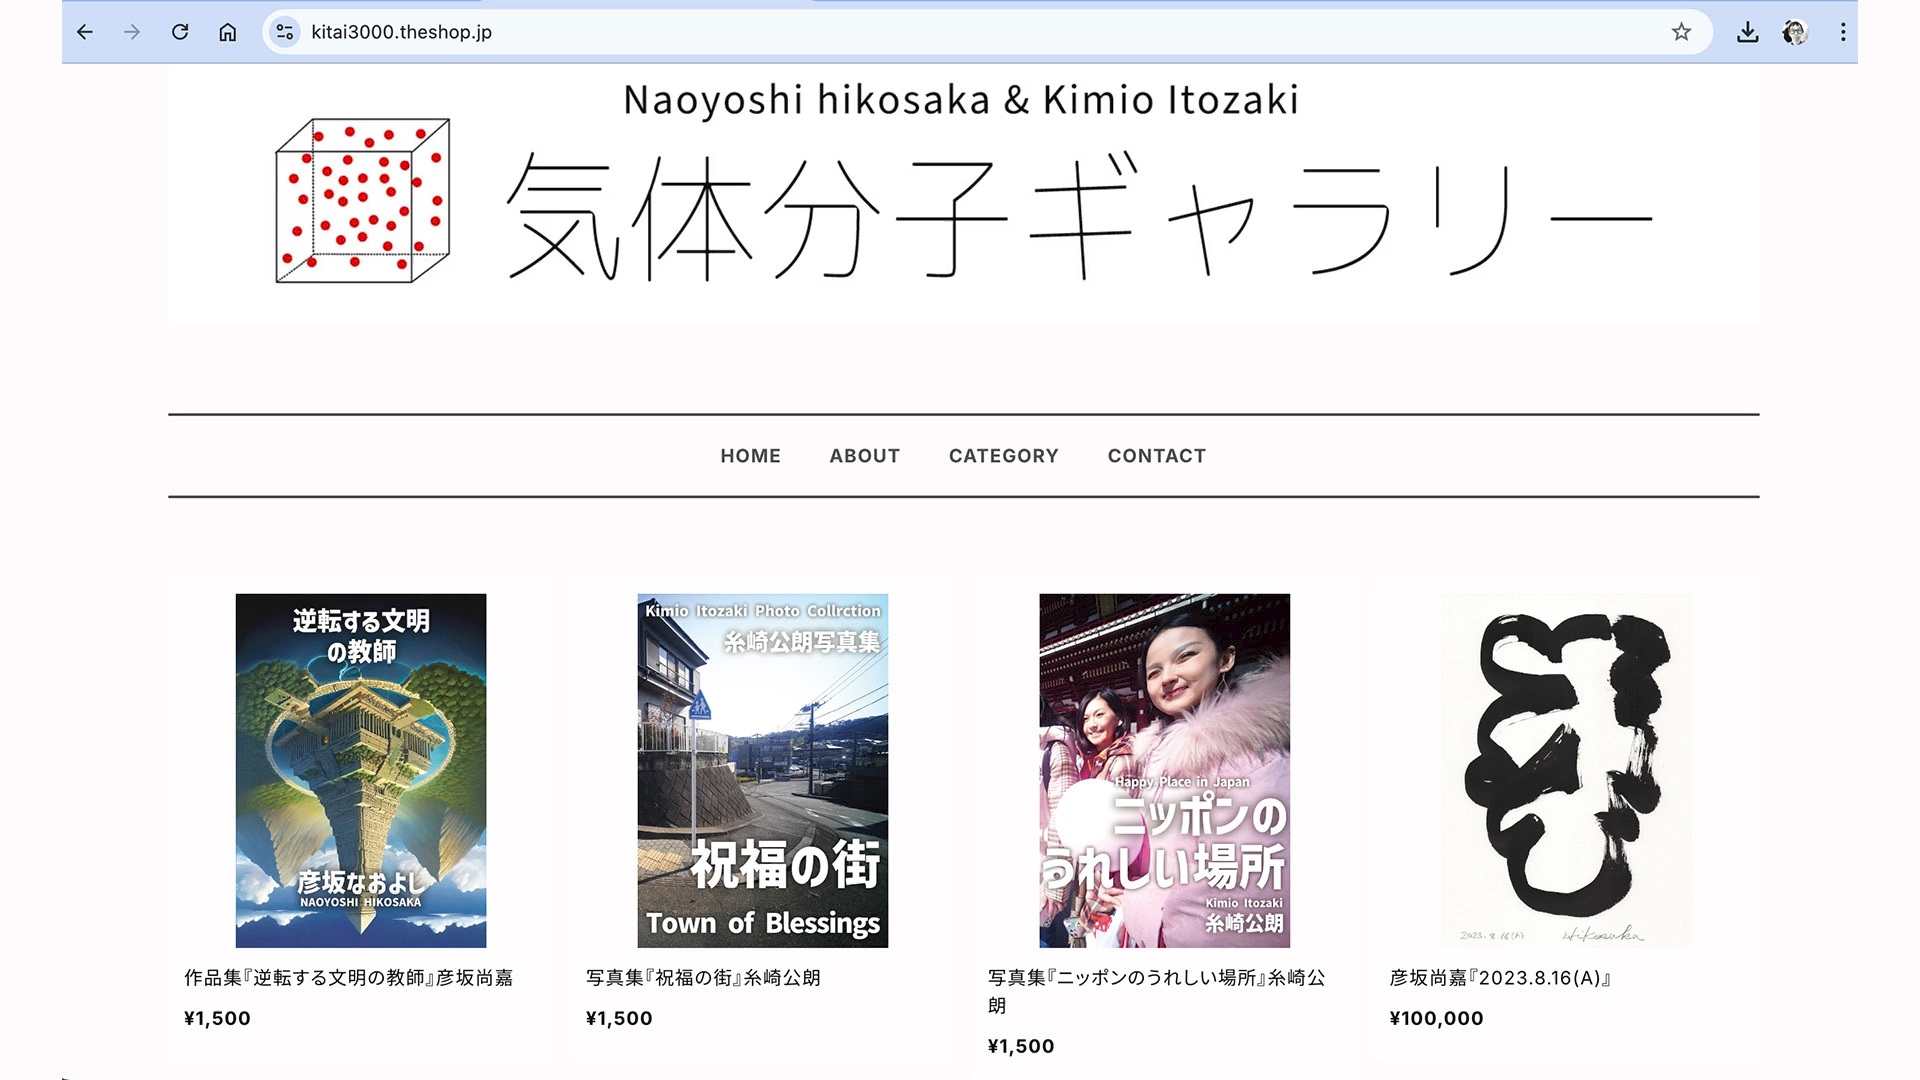 kitai3000.theshop.jp
Naoyoshi hikosaka & Kimio Itozaki
気体分子ギャラリー
HOME ABOUT CATEGORY CONTACT
逆転する文明
の教師
彦坂なおよし
NAOYOSHI HIKOSAKA
作品集『逆転する文明の教師』彦坂尚嘉
¥1,500
Kimio Itozaki Photo Collrction
糸崎公朗写真集
祝福の街
Town of Blessings
写真集『祝福の街』糸崎公朗
¥1,500
Happy Place in Japan
ニッポンの
うれしい場所
Kimio Itozaki
糸崎公朗
写真集『ニッポンのうれしい場所』糸崎公
朗
¥1,500
2023.8.16(A) Hikosaka
彦坂尚嘉『2023.8.16(A)』
¥100,000